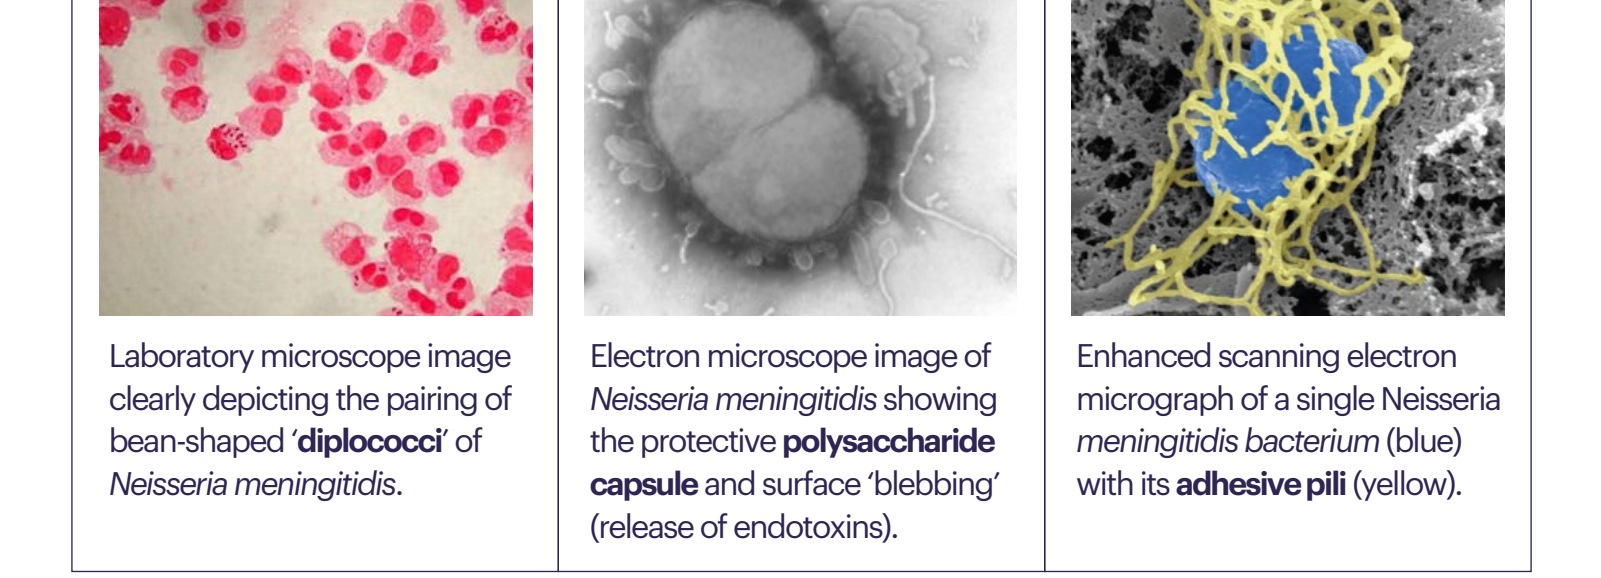 Laboratory microscope image
clearly depicting the pairing of
bean-shaped ‘diplococci’ of
Neisseria meningitidis.
Electron microscope image of
Neisseria meningitidis showing
the protective polysaccharide
capsule and surface ‘blebbing’
(release of endotoxins).
Enhanced scanning electron
micrograph of a single Neisseria
meningitidis bacterium (blue)
with its adhesive pili (yellow).